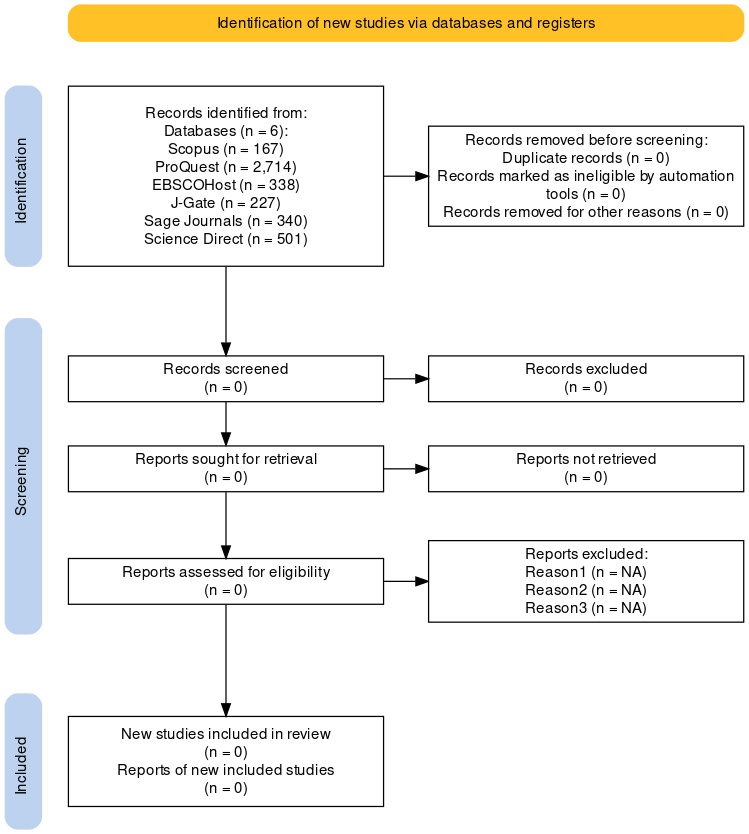 Identification of new studies via databases and registers
Identification
Records identified from:
Databases (n = 6):
Scopus (n = 167)
ProQuest (n = 2,714)
EBSCOHost (n = 338)
J-Gate (n = 227)
Sage Journals (n = 340)
Science Direct (n = 501)
Records removed before screening:
Duplicate records (n = 0)
Records marked as ineligible by automation
tools (n = 0)
Records removed for other reasons (n = 0)
Screening
Records screened
(n = 0)
Records excluded
(n = 0)
Reports sought for retrieval
(n = 0)
Reports not retrieved
(n = 0)
Reports assessed for eligibility
(n = 0)
Reports excluded:
Reason1 (n = NA)
Reason2 (n = NA)
Reason3 (n = NA)
Included
New studies included in review
(n = 0)
Reports of new included studies
(n = 0)